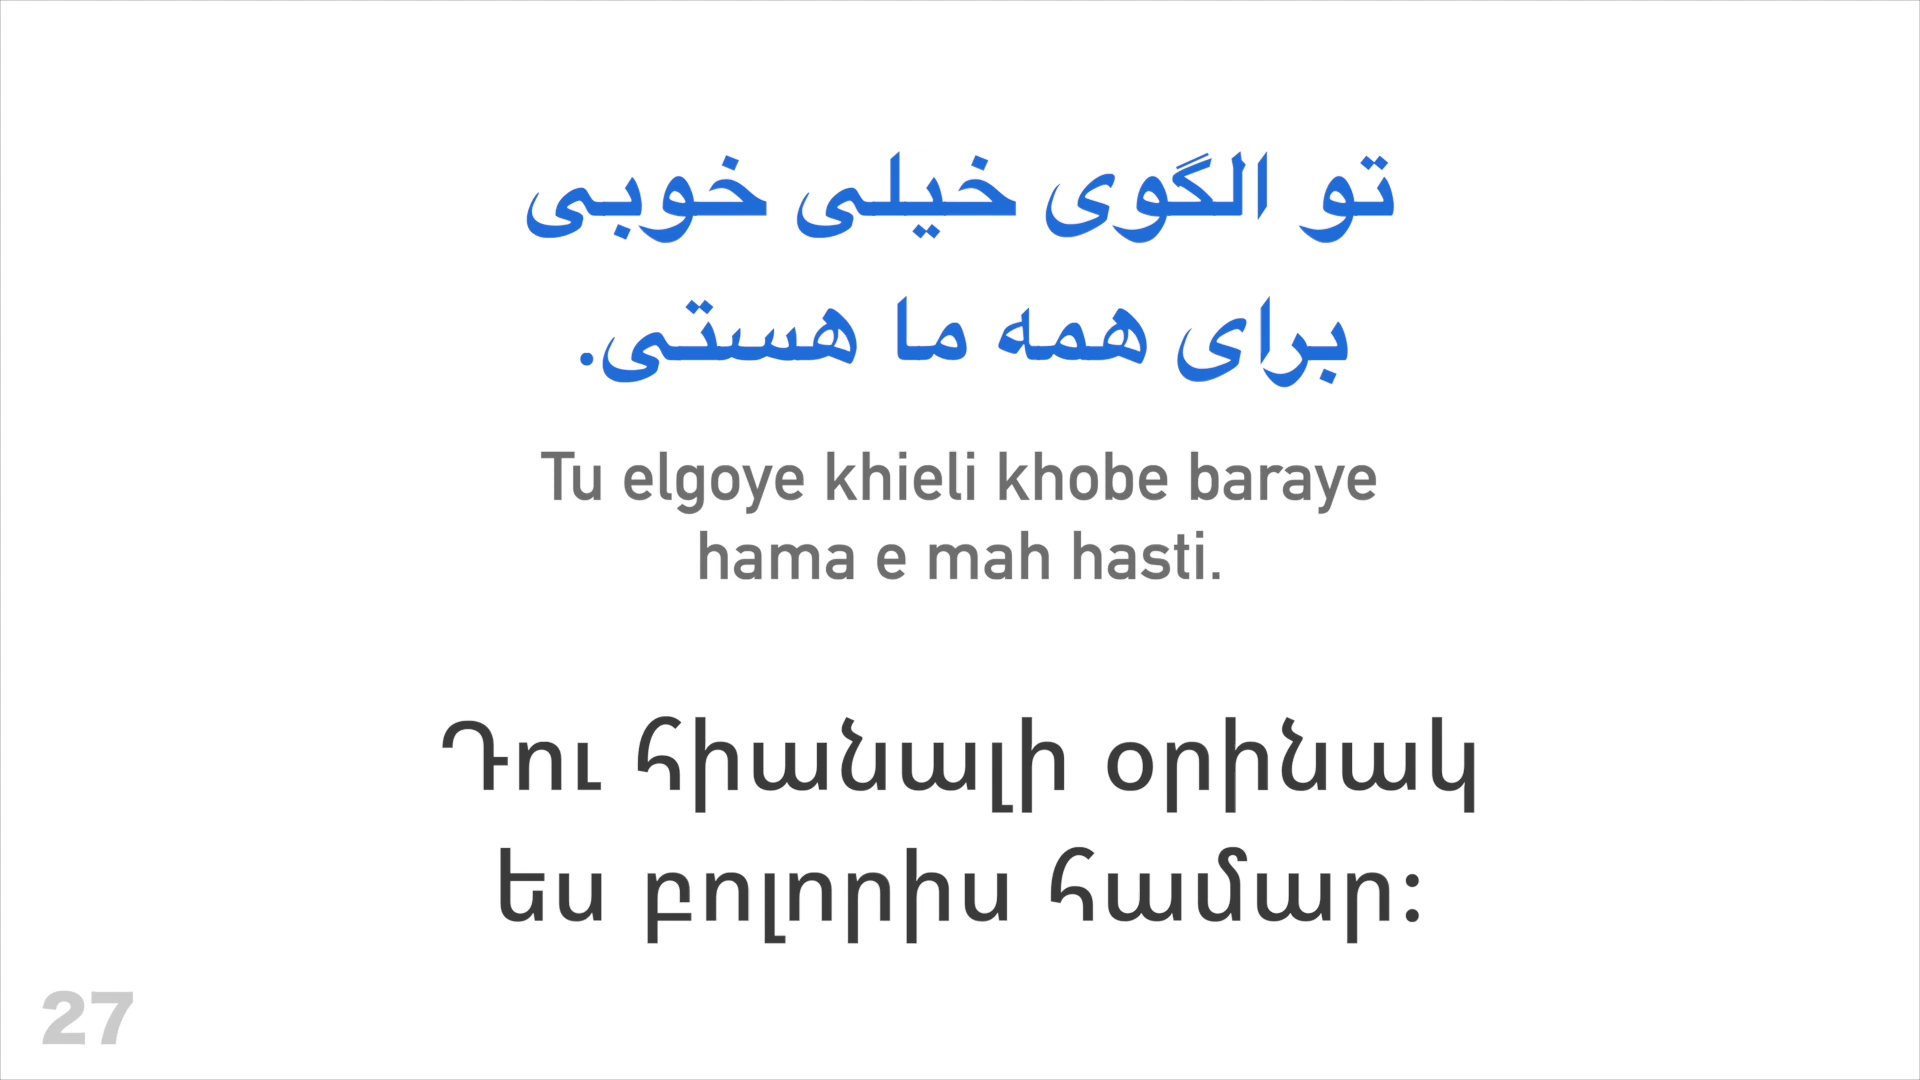 تو الگوی خیلی خوبی
برای همه ما هستی.
Tu elgoye khieli khobe baraye
hama e mah hasti.
Դու հիանալի օրինակ
ես բոլորիս համար:
27